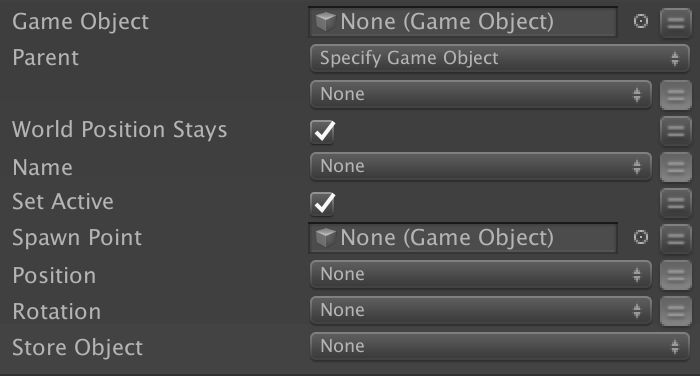 Game Object None (Game Object)
Parent Specify Game Object
None
World Position Stays
Name None
Set Active
Spawn Point None (Game Object)
Position None
Rotation None
Store Object None